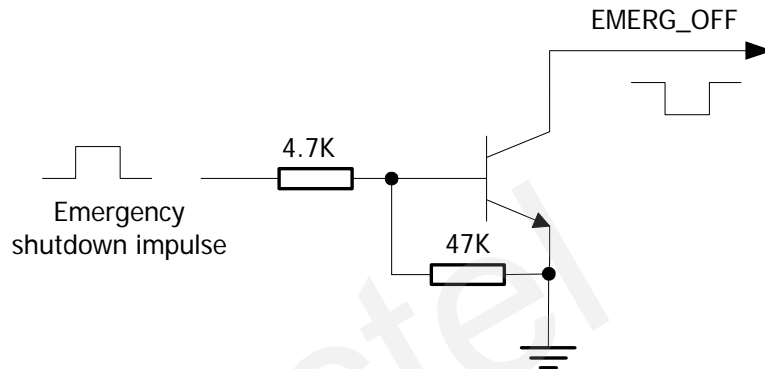 EMERG_OFF
4.7K
Emergency
shutdown impulse
47K